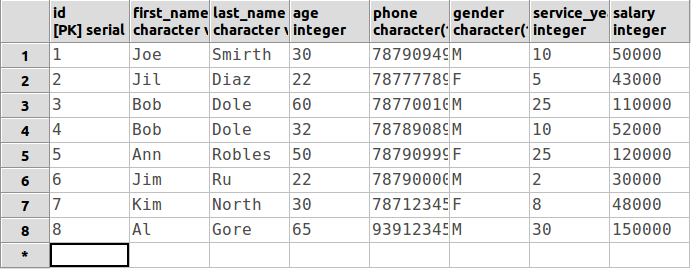 id first_name last_name age phone gender service_ye salary
[PK] serial character v character v integer character(1 character(1 integer integer
1 1 Joe Smirth 30 78790949 M 10 50000
2 2 Jil Diaz 22 78777789 F 5 43000
3 3 Bob Dole 60 78770010 M 25 110000
4 4 Bob Dole 32 78789089 M 10 52000
5 5 Ann Robles 50 78790999 F 25 120000
6 6 Jim Ru 22 78790000 M 2 30000
7 7 Kim North 30 78712345 F 8 48000
8 8 Al Gore 65 93912345 M 30 150000
*